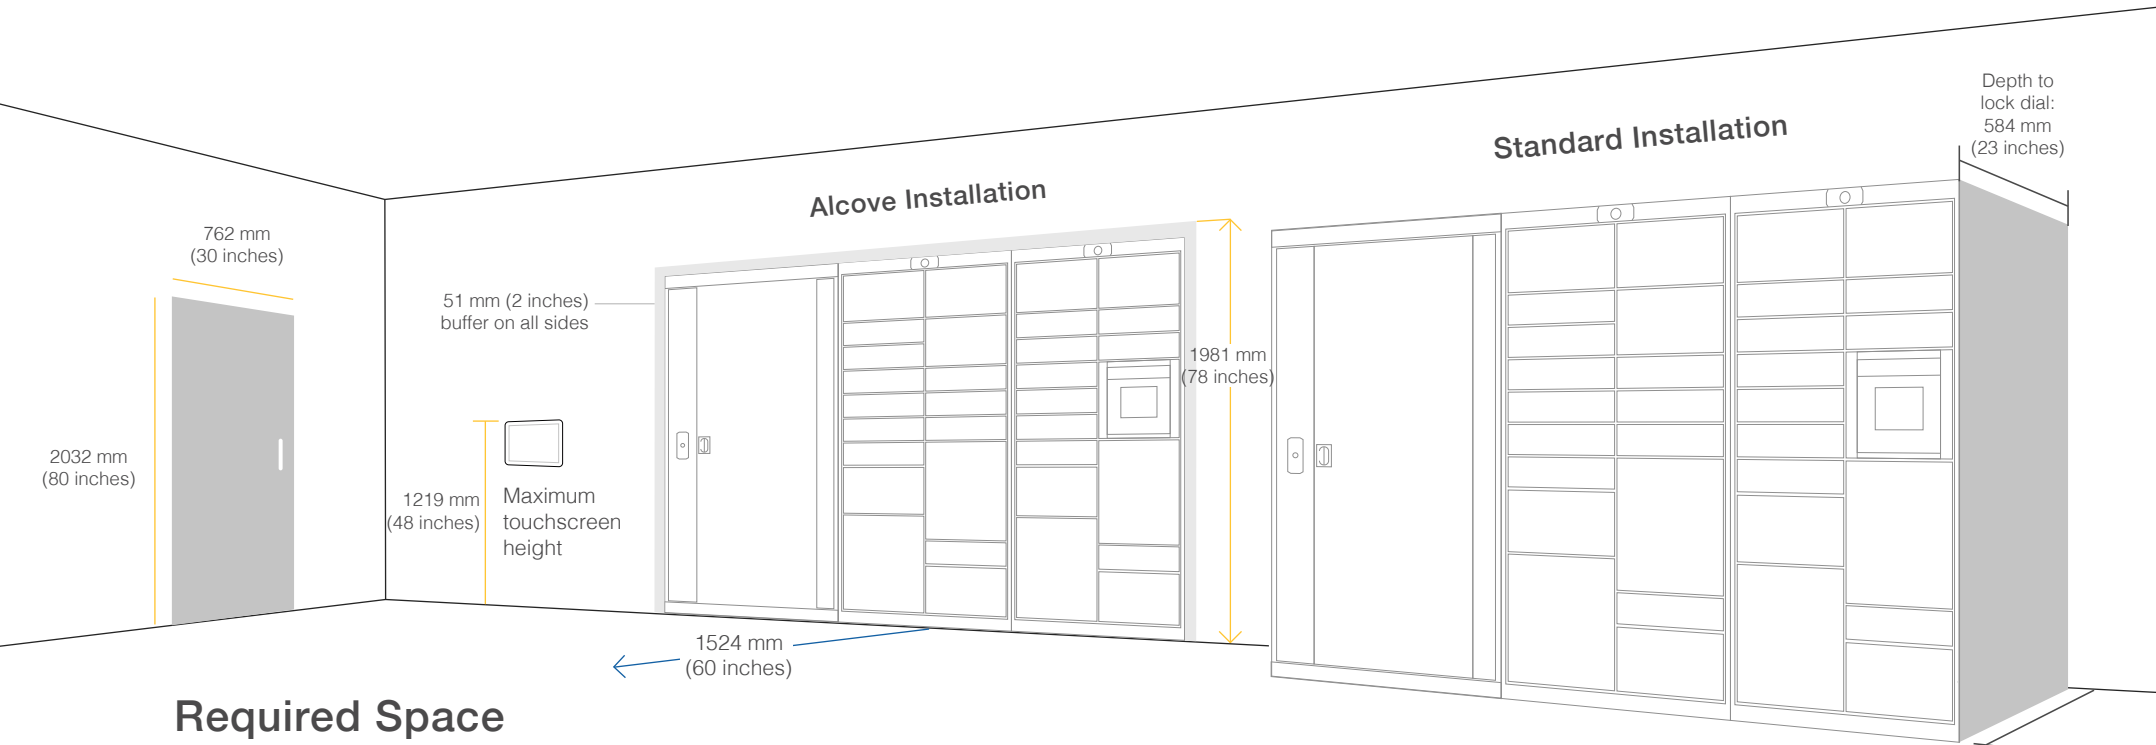 Depth to
lock dial:
584 mm
(23 inches)
Standard Installation
Alcove Installation
762 mm
(30 inches)
51 mm (2 inches)
buffer on all sides
1981 mm
(78 inches)
2032 mm
(80 inches)
1219 mm
(48 inches)
Maximum
touchscreen
height
1524 mm
(60 inches)
Required Space